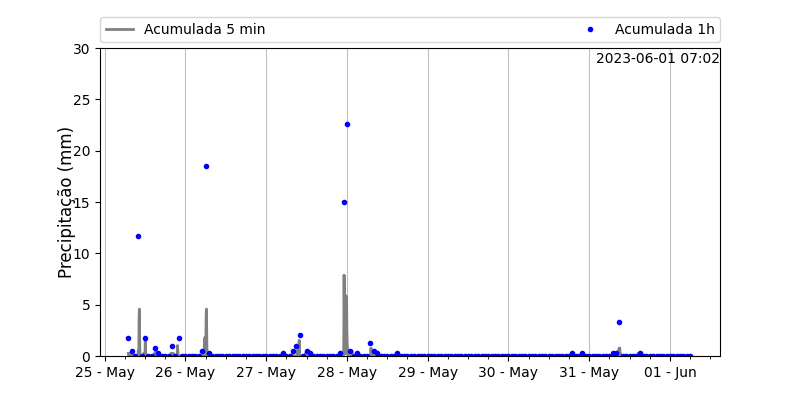 Acumulada 5 min
Acumulada 1h
2023-06-01 07:02
Precipitação (mm)
30
25
20
15
10
5
0
25 - May
26 - May
27 - May
28 - May
29 - May
30 - May
31 - May
01 - Jun